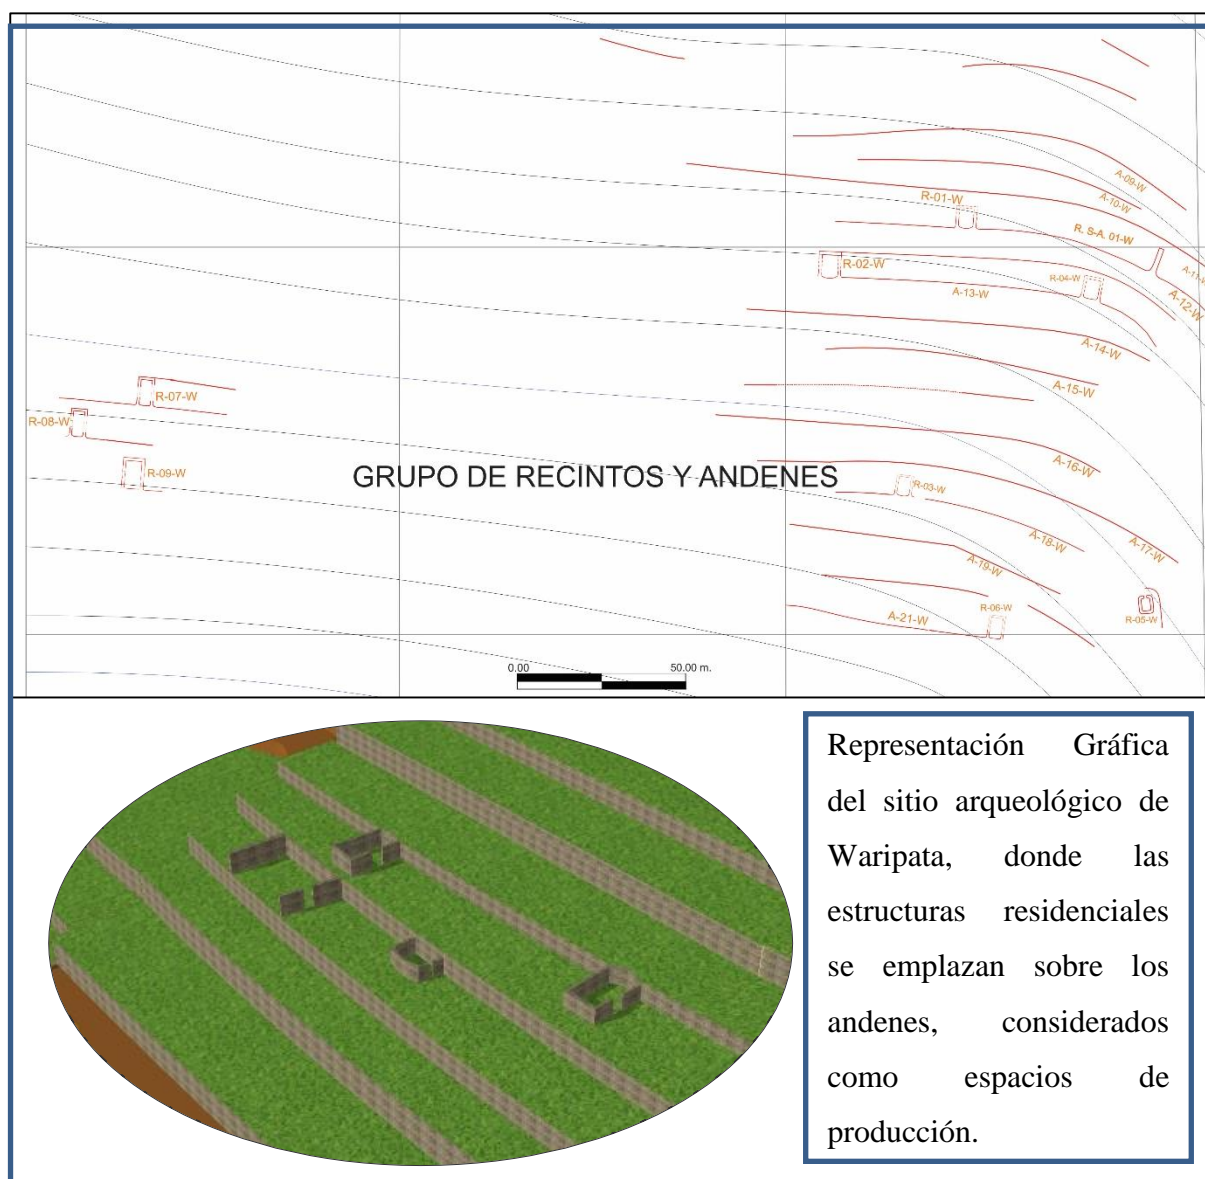 A-09-W
A-10-W
R-01-W
R. S-A. 01-W
A-11-W
R-02-W
R-04-W
A-13-W
A-12-W
A-14-W
A-15-W
R-07-W
R-08-W
R-09-W
GRUPO DE RECINTOS Y ANDENES
A-16-W
R-03-W
A-18-W
A-17-W
A-19-W
R-06-W
A-21-W
R-05-W
0.00 50.00 m.
Representación Gráfica
del sitio arqueológico de
Waripata, donde las
estructuras residenciales
se emplazan sobre los
andenes, considerados
como espacios de
producción.